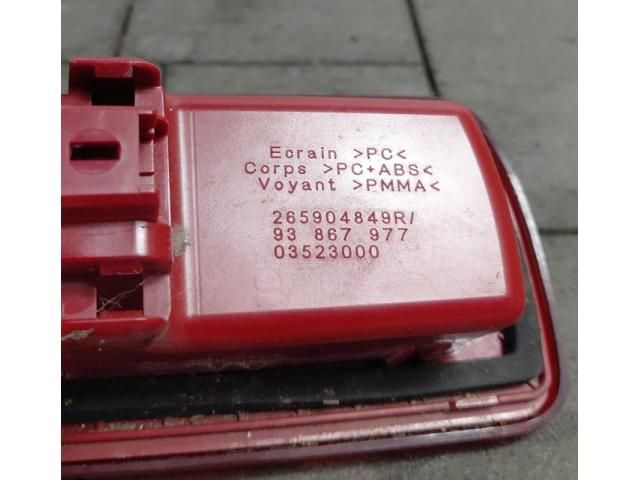 Ecrain >PC<
Corps >PC+ABS<
Voyant >PMMA<
265904849R/
93 867 977
03523000